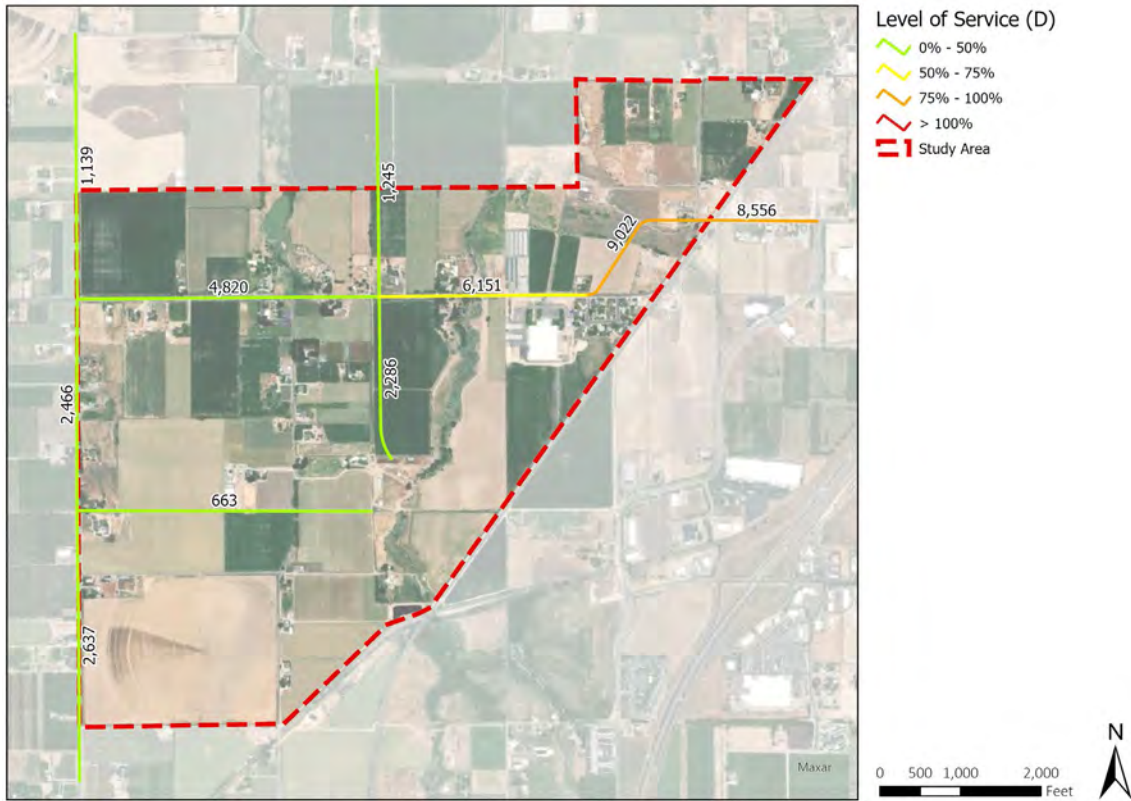 Level of Service (D)
0% - 50%
50% - 75%
75% - 100%
> 100%
Study Area
1,139
1,245
8,556
9,022
4,820
6,151
2,286
2,466
663
2,637
Maxar
N
0 500 1,000 2,000
Feet